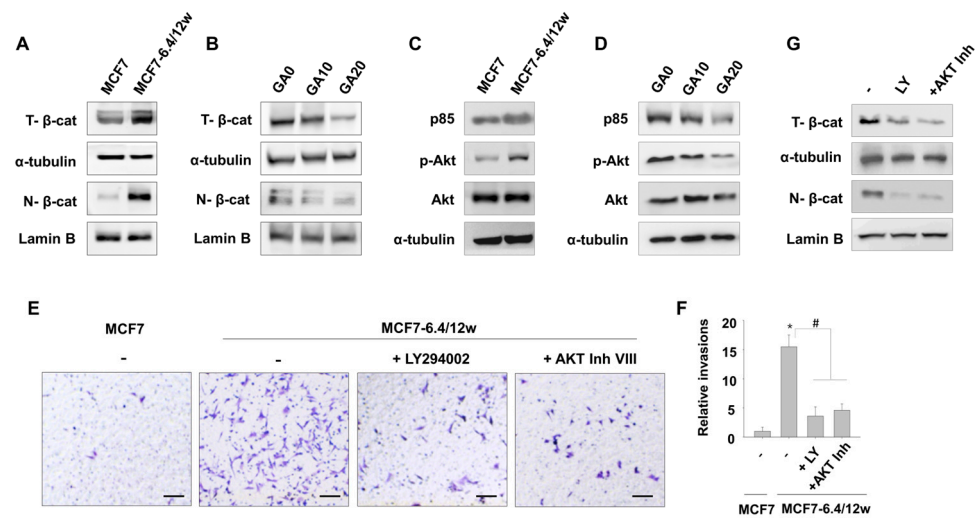 A
MCF7
MCF7-6.4/12w
T- β-cat
α-tubulin
N- β-cat
Lamin B
B
GA0
GA10
GA20
T- β-cat
α-tubulin
N- β-cat
Lamin B
C
MCF7
MCF7-6.4/12w
p85
p-Akt
Akt
α-tubulin
D
GA0
GA10
GA20
p85
p-Akt
Akt
α-tubulin
G
-
LY
+AKT Inh
T- β-cat
α-tubulin
N- β-cat
Lamin B
E
MCF7
MCF7-6.4/12w
-
-
+ LY294002
+ AKT Inh VIII
F
Relative invasions
20
15
10
5
0
*
#
-
-
+ LY
+AKT Inh
MCF7
MCF7-6.4/12w